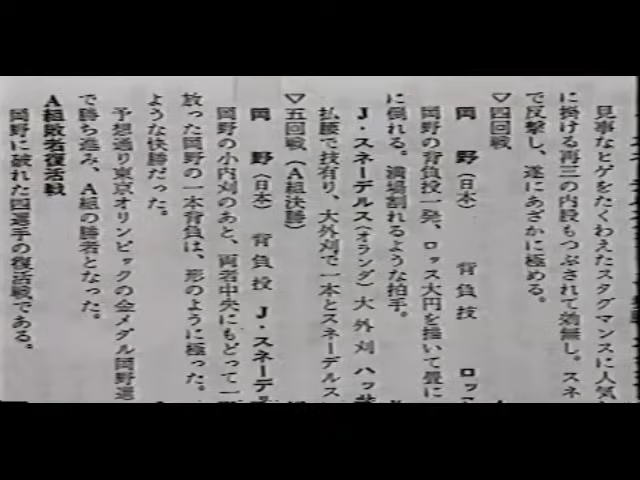 見事なヒゲをたくわえたスタグマンスに人気
に掛ける再三の内股もつぶされて効無し。スネ
で反撃し、遂にあざかに極める。
▽四回戦
岡野(日本) 背負投 ロッス
岡野の背負投一発、ロッス大円を描いて畳に
に倒れる。満場割れるような拍手。
J・スネーデルス(オランダ)大外刈 ハッサ
払腰で技有り、大外刈で一本とスネーデルス
▽五回戦(A組決勝)
岡野(日本) 背負投 J・スネーデ
岡野の小内刈のあと、両者中央にもどって一
放った岡野の一本背負は、形のように極った。
ような快勝だった。
予想通り東京オリンピックの金メダル岡野選
で勝ち進み、A組の勝者となった。
A組敗者復活戦
岡野に破れた四選手の復活戦である。